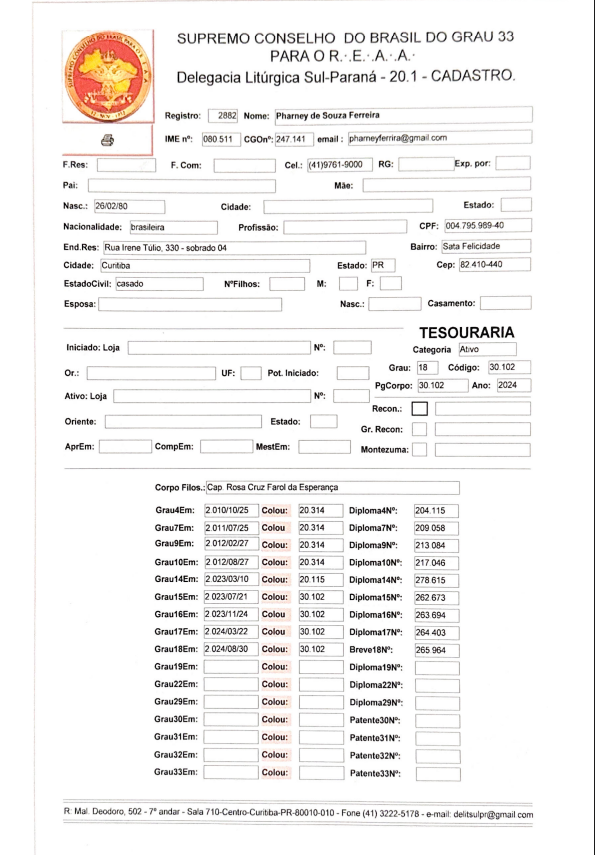 SUPREMO CONSELHO DO BRASIL DO GRAU 33
PARA O R.·.E.·.A.·.A.·
Delegacia Litúrgica Sul-Paraná - 20.1 - CADASTRO.
Registro: 2882 Nome: Pharney de Souza Ferreira
IME nº: 080.511 CGOnº: 247.141 email : pharneyferrira@gmail.com
F.Res: F. Com: Cel.: (41)9761-9000 RG: Exp. por:
Pai: Mãe:
Nasc.: 26/02/80 Cidade: Estado:
Nacionalidade: brasileira Profissão: CPF: 004.795.989-40
End.Res: Rua Irene Túlio, 330 - sobrado 04 Bairro: Sata Felicidade
Cidade: Curitiba Estado: PR Cep: 82.410-440
EstadoCivil: casado NºFilhos: M: F:
Esposa: Nasc.: Casamento:
TESOURARIA
Iniciado: Loja Nº: Categoria Ativo
Or.: UF: Pot. Iniciado: Grau: 18 Código: 30.102
PgCorpo: 30.102 Ano: 2024
Ativo: Loja Nº:
Recon.:
Oriente: Estado:
Gr. Recon:
AprEm: CompEm: MestEm: Montezuma:
Corpo Filos.: Cap. Rosa Cruz Farol da Esperança
Grau4Em: 2.010/10/25 Colou: 20.314 Diploma4Nº: 204.115
Grau7Em: 2.011/07/25 Colou 20.314 Diploma7Nº: 209.058
Grau9Em: 2.012/02/27 Colou: 20.314 Diploma9Nº: 213.084
Grau10Em: 2.012/08/27 Colou: 20.314 Diploma10Nº: 217.046
Grau14Em: 2.023/03/10 Colou: 20.115 Diploma14Nº: 278.615
Grau15Em: 2.023/07/21 Colou: 30.102 Diploma15Nº: 262.673
Grau16Em: 2.023/11/24 Colou 30.102 Diploma16Nº: 263.694
Grau17Em: 2.024/03/22 Colou: 30.102 Diploma17Nº: 264.403
Grau18Em: 2.024/08/30 Colou: 30.102 Breve18Nº: 265.964
Grau19Em: Colou: Diploma19Nº:
Grau22Em: Colou: Diploma22Nº:
Grau29Em: Colou: Diploma29Nº:
Grau30Em: Colou: Patente30Nº:
Grau31Em: Colou: Patente31Nº:
Grau32Em: Colou: Patente32Nº:
Grau33Em: Colou: Patente33Nº:
R: Mal. Deodoro, 502 - 7º andar - Sala 710-Centro-Curitiba-PR-80010-010 - Fone (41) 3222-5178 - e-mail: delitsulpr@gmail.com